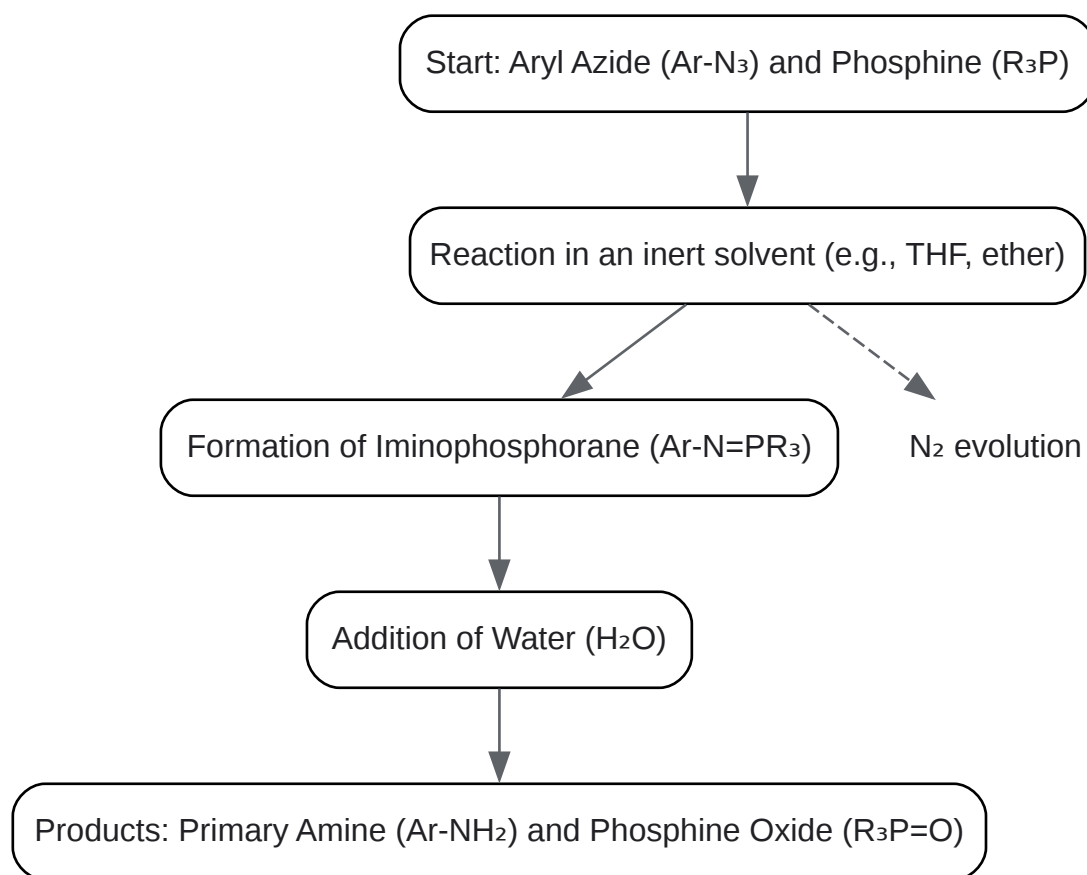 Start: Aryl Azide (Ar-N₃) and Phosphine (R₃P)
Reaction in an inert solvent (e.g., THF, ether)
Formation of Iminophosphorane (Ar-N=PR₃)
N₂ evolution
Addition of Water (H₂O)
Products: Primary Amine (Ar-NH₂) and Phosphine Oxide (R₃P=O)